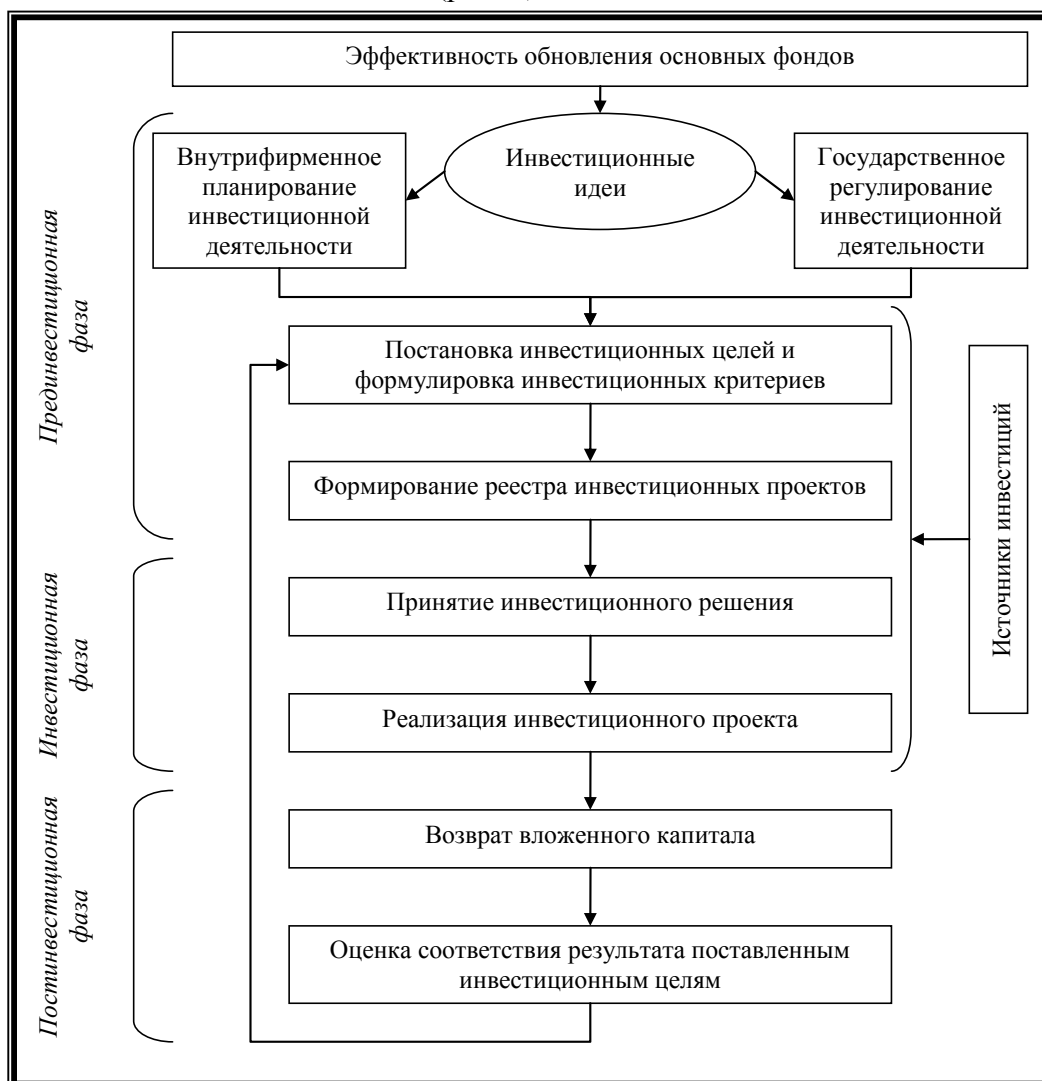 Эффективность обновления основных фондов
Внутрифирменное
планирование
инвестиционной
деятельности
Инвестиционные
идеи
Государственное
регулирование
инвестиционной
деятельности
Прединвестиционная
фаза
Постановка инвестиционных целей и
формулировка инвестиционных критериев
Формирование реестра инвестиционных проектов
Источники инвестиций
Инвестиционная
фаза
Принятие инвестиционного решения
Реализация инвестиционного проекта
Постинвестиционная
фаза
Возврат вложенного капитала
Оценка соответствия результата поставленным
инвестиционным целям